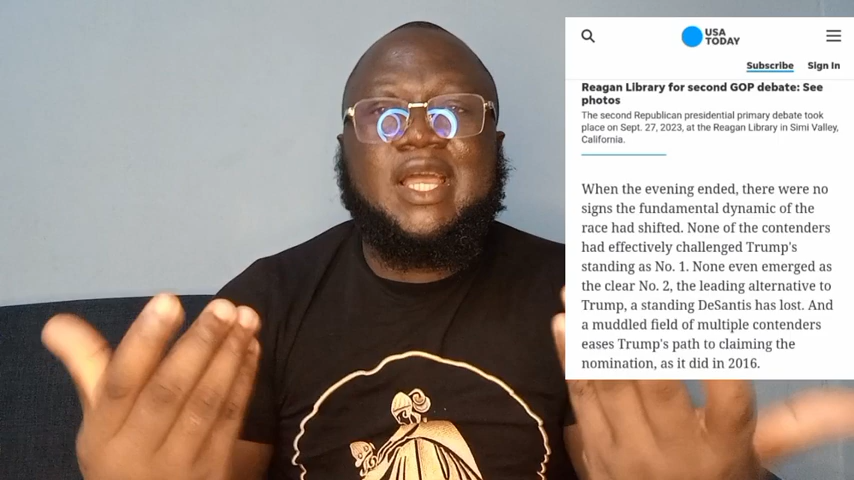 USA
TODAY
Subscribe Sign In
Reagan Library for second GOP debate: See
photos
The second Republican presidential primary debate took
place on Sept. 27, 2023, at the Reagan Library in Simi Valley,
California.
When the evening ended, there were no
signs the fundamental dynamic of the
race had shifted. None of the contenders
had effectively challenged Trump's
standing as No. 1. None even emerged as
the clear No. 2, the leading alternative to
Trump, a standing DeSantis has lost. And
a muddled field of multiple contenders
eases Trump's path to claiming the
nomination, as it did in 2016.